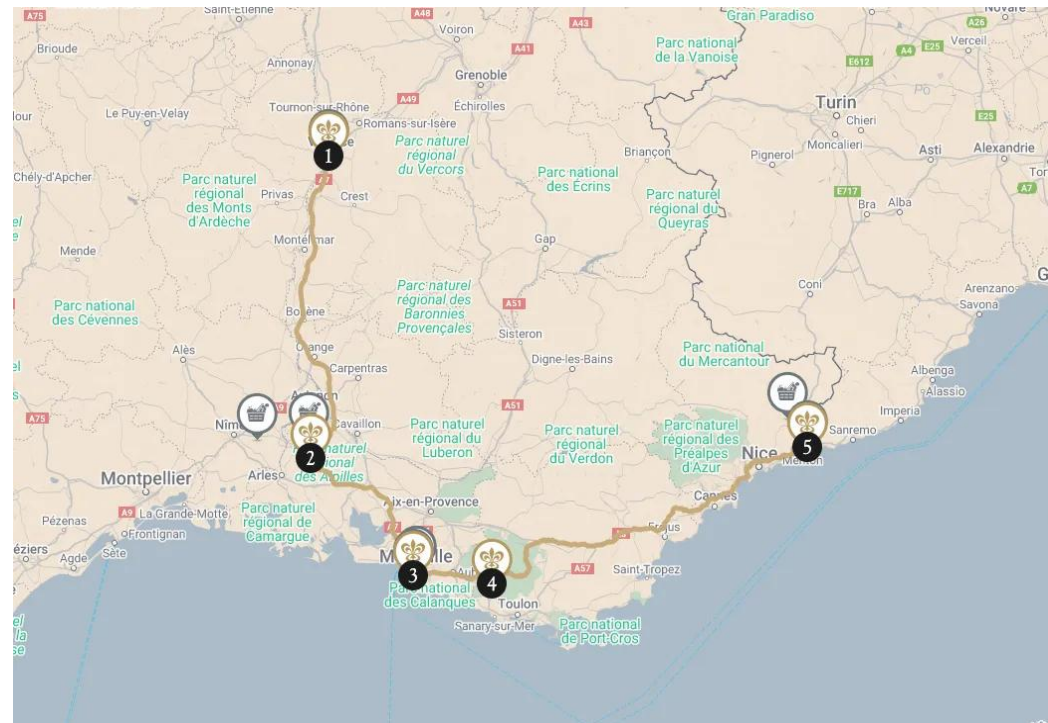 A75
Saint-Étienne
A48
Gran Paradiso
Novare
Voiron
A43
A26
Brioude
Parc national
de la Vanoise
A4
E25
Verceil
A41
E612
Annonay
Grenoble
Échirolles
Turin
Le Puy-en-Velay
Tournon-sur-Rhône
A49
Romans-sur-Isère
Chieri
E25
Moncalieri
Parc naturel
régional
du Vercors
Briançon
Pignerol
Asti
Alexandrie
1
Chély-d'Apcher
Parc naturel
régional
des Monts
d'Ardèche
A7
Privas
Crest
Parc national
des Écrins
E717
A7
Parc naturel
régional du
Queyras
Bra
Alba
Mende
Montélimar
Gap
Coni
Parc naturel
régional des
Baronnies
Provençales
Arenzano
Savona
Parc national
des Cévennes
A51
Bollène
Sisteron
Alès
Orange
Digne-les-Bains
Parc national
du Mercantour
Carpentras
Albenga
Alassio
A75
A51
Imperia
Cavaillon
Parc naturel
régional du
Luberon
Parc naturel
régional
du Verdon
Parc naturel
régional des
Préalpes
d'Azur
Sanremo
5
2
Nice
Menton
Arles
des Alpilles
Montpellier
Aix-en-Provence
Cannes
Pézenas
A9
La Grande-Motte
Frontignan
Parc naturel
régional de
Camargue
A7
Fréjus
Béziers
Agde
Sète
3
4
A57
Saint-Tropez
Parc national
des Calanques
Toulon
Sanary-sur-Mer
Parc national
de Port-Cros